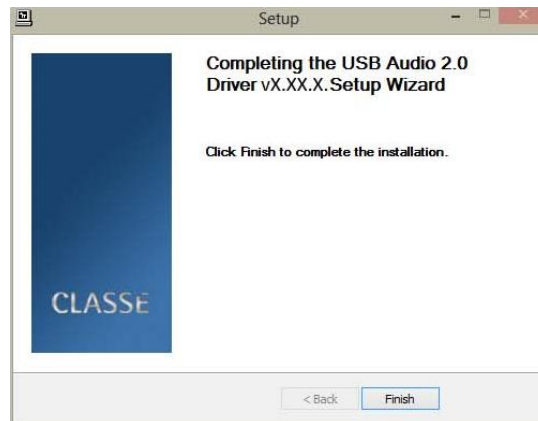 Setup
Completing the USB Audio 2.0
Driver vX.XX.X. Setup Wizard
Click Finish to complete the installation.
CLASSE
< Back
Finish